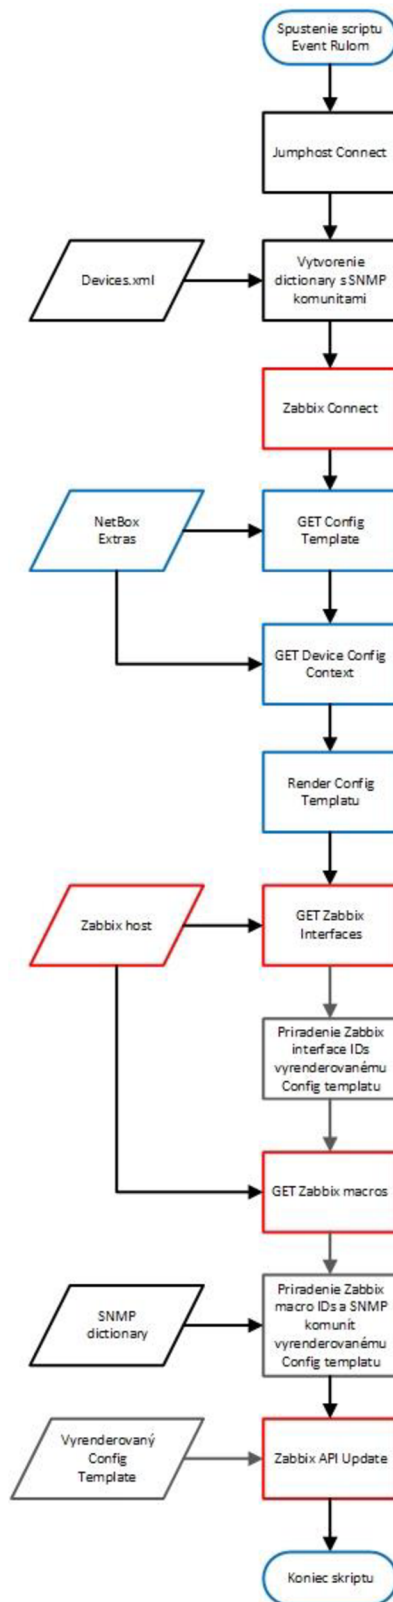 Spustenie scriptu
Event Rulom
Jumphost Connect
Devices.xml
Vytvorenie
dictionary s SNMP
komunitami
Zabbix Connect
NetBox
Extras
GET Config
Template
GET Device Config
Context
Render Config
Templatu
Zabbix host
GET Zabbix
Interfaces
Priradenie Zabbix
interface IDs
vyrenderovanému
Config templatu
GET Zabbix macros
SNMP
dictionary
Priradenie Zabbix
macro IDs a SNMP
komunít
vyrenderovanému
Config templatu
Vyrenderovaný
Config
Template
Zabbix API Update
Koniec skriptu